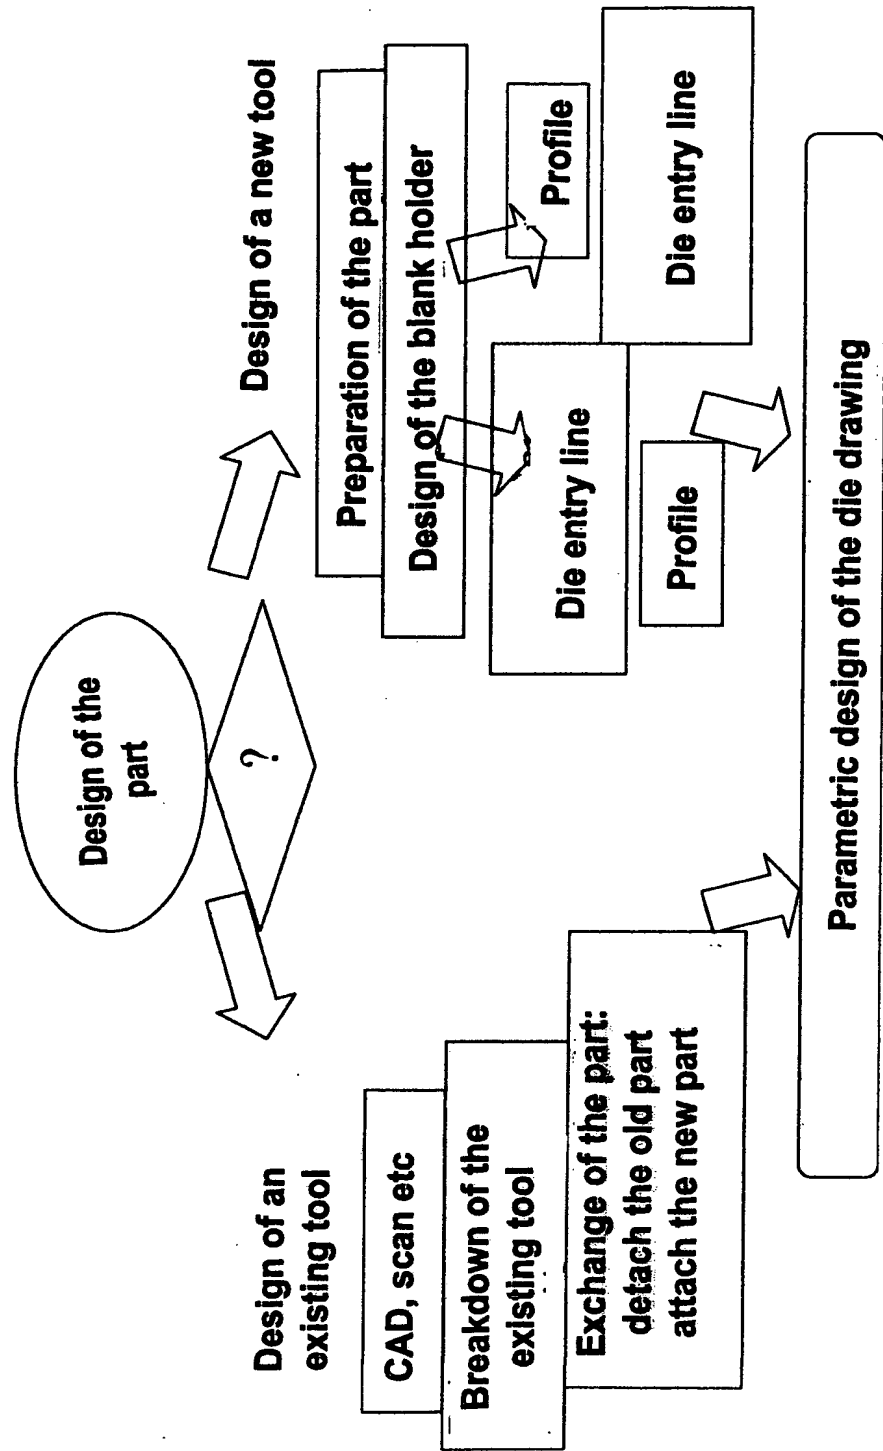 Design of the
part
?
Design of an
existing tool
CAD, scan etc
Breakdown of the
existing tool
Exchange of the part:
detach the old part
attach the new part
Design of a new tool
Preparation of the part
Design of the blank holder
Die entry line
Profile
Profile
Die entry line
Parametric design of the die drawing